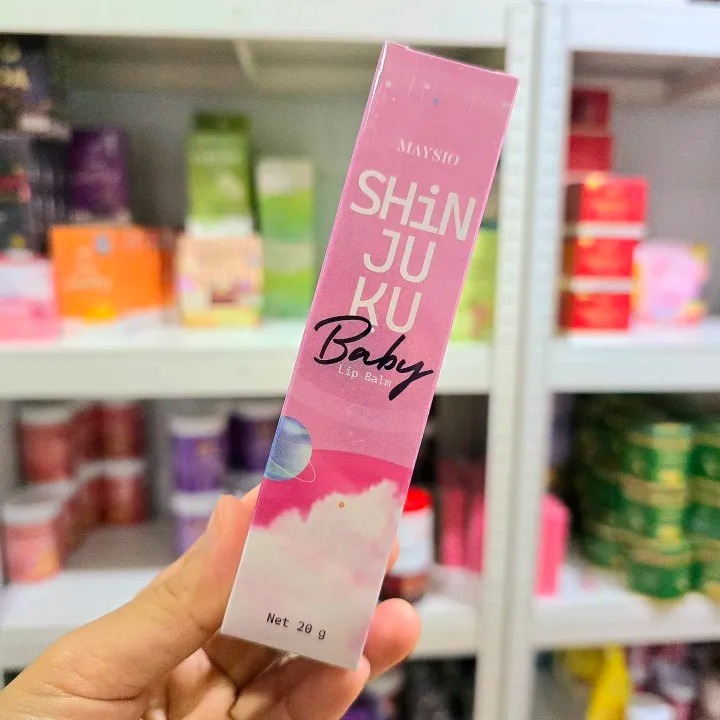 MAYSIO
SHiN
JU
KU
Baby
Lip Balm
Net 20 g